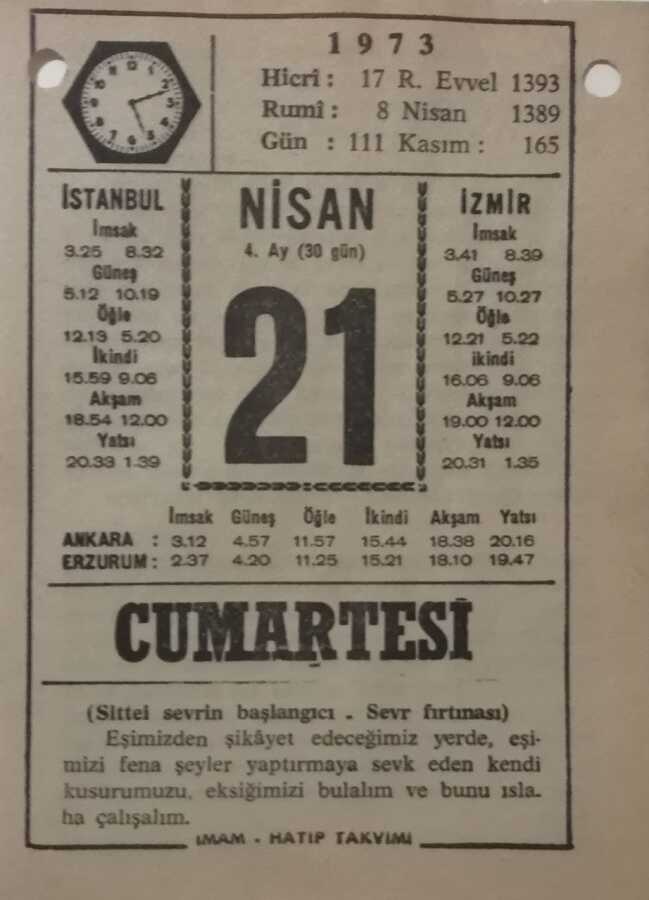 1973
Hicrî : 17 R. Evvel 1393
Rumî : 8 Nisan 1389
Gün : 111 Kasım : 165
İSTANBUL
İmsak
3.25 8.32
Güneş
5.12 10.19
Öğle
12.13 5.20
İkindi
15.59 9.06
Akşam
18.54 12.00
Yatsı
20.33 1.39
NİSAN
4. Ay (30 gün)
21
İZMİR
İmsak
3.41 8.39
Güneş
5.27 10.27
Öğle
12.21 5.22
ikindi
16.06 9.06
Akşam
19.00 12.00
Yatsı
20.31 1.35
İmsak Güneş Öğle İkindi Akşam Yatsı
ANKARA : 3.12 4.57 11.57 15.44 18.38 20.16
ERZURUM : 2.37 4.20 11.25 15.21 18.10 19.47
CUMARTESİ
(Sittei sevrin başlangıcı - Sevr fırtınası)
Eşimizden şikâyet edeceğimiz yerde, eşi-
mizi fena şeyler yaptırmaya sevk eden kendi
kusurumuzu, eksiğimizi bulalım ve bunu ısla-
ha çalışalım.
İMAM - HATİP TAKVİMİ